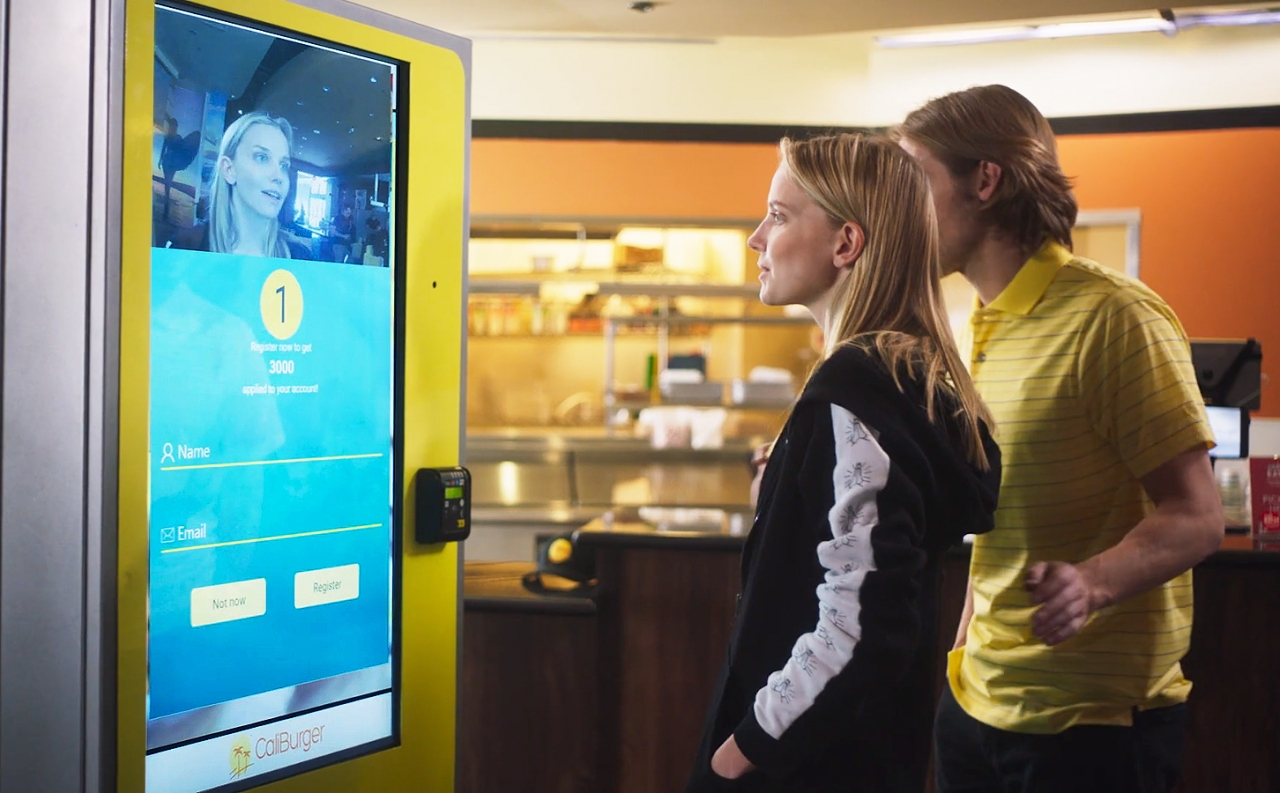 1
Register now to get
3000
applied to your account!
Name
Email
Not now
Register
CaliBurger